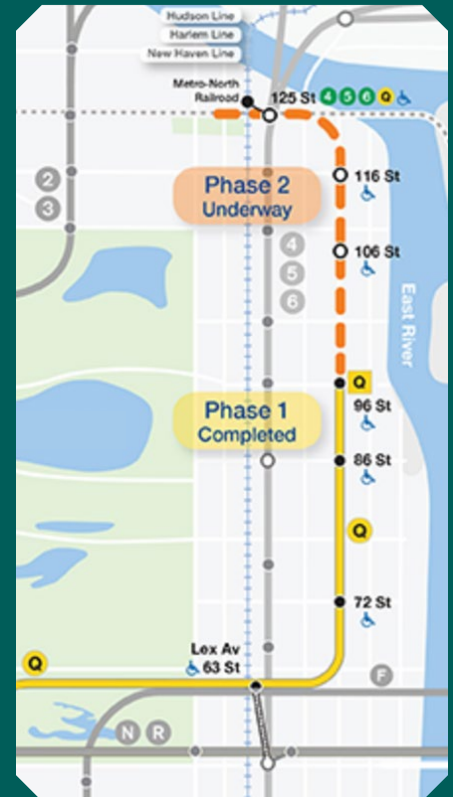 Hudson Line
Harlem Line
New Haven Line
Metro-North
Railroad
125 St 4 5 6 Q
2
3
116 St
Phase 2
Underway
4
5
6
106 St
East River
Q
96 St
Phase 1
Completed
86 St
Q
72 St
Lex Av
63 St
Q
F
N R